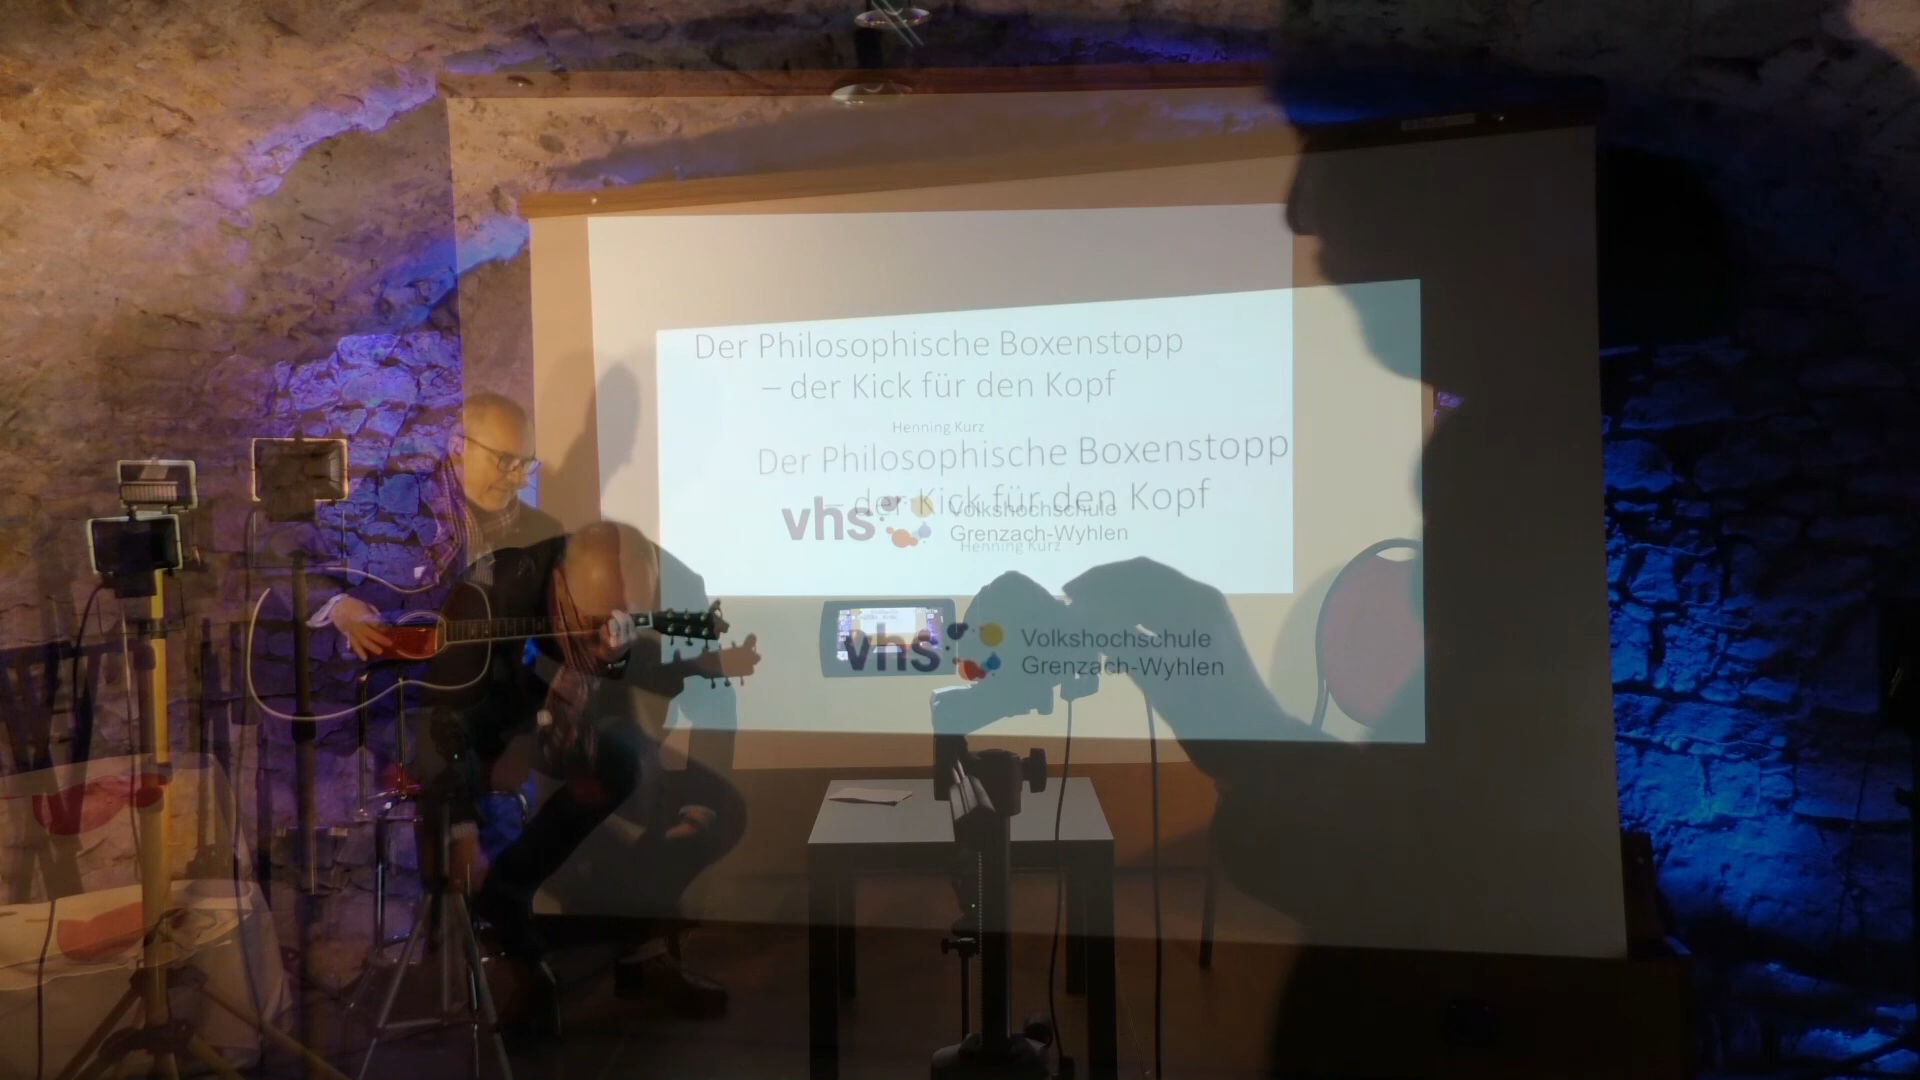 Der Philosophische Boxenstopp
– der Kick für den Kopf
Henning Kurz
Der Philosophische Boxenstopp
– der Kick für den Kopf
vhs Volkshochschule
Grenzach-Wyhlen
Henning Kurz
vhs Volkshochschule
Grenzach-Wyhlen